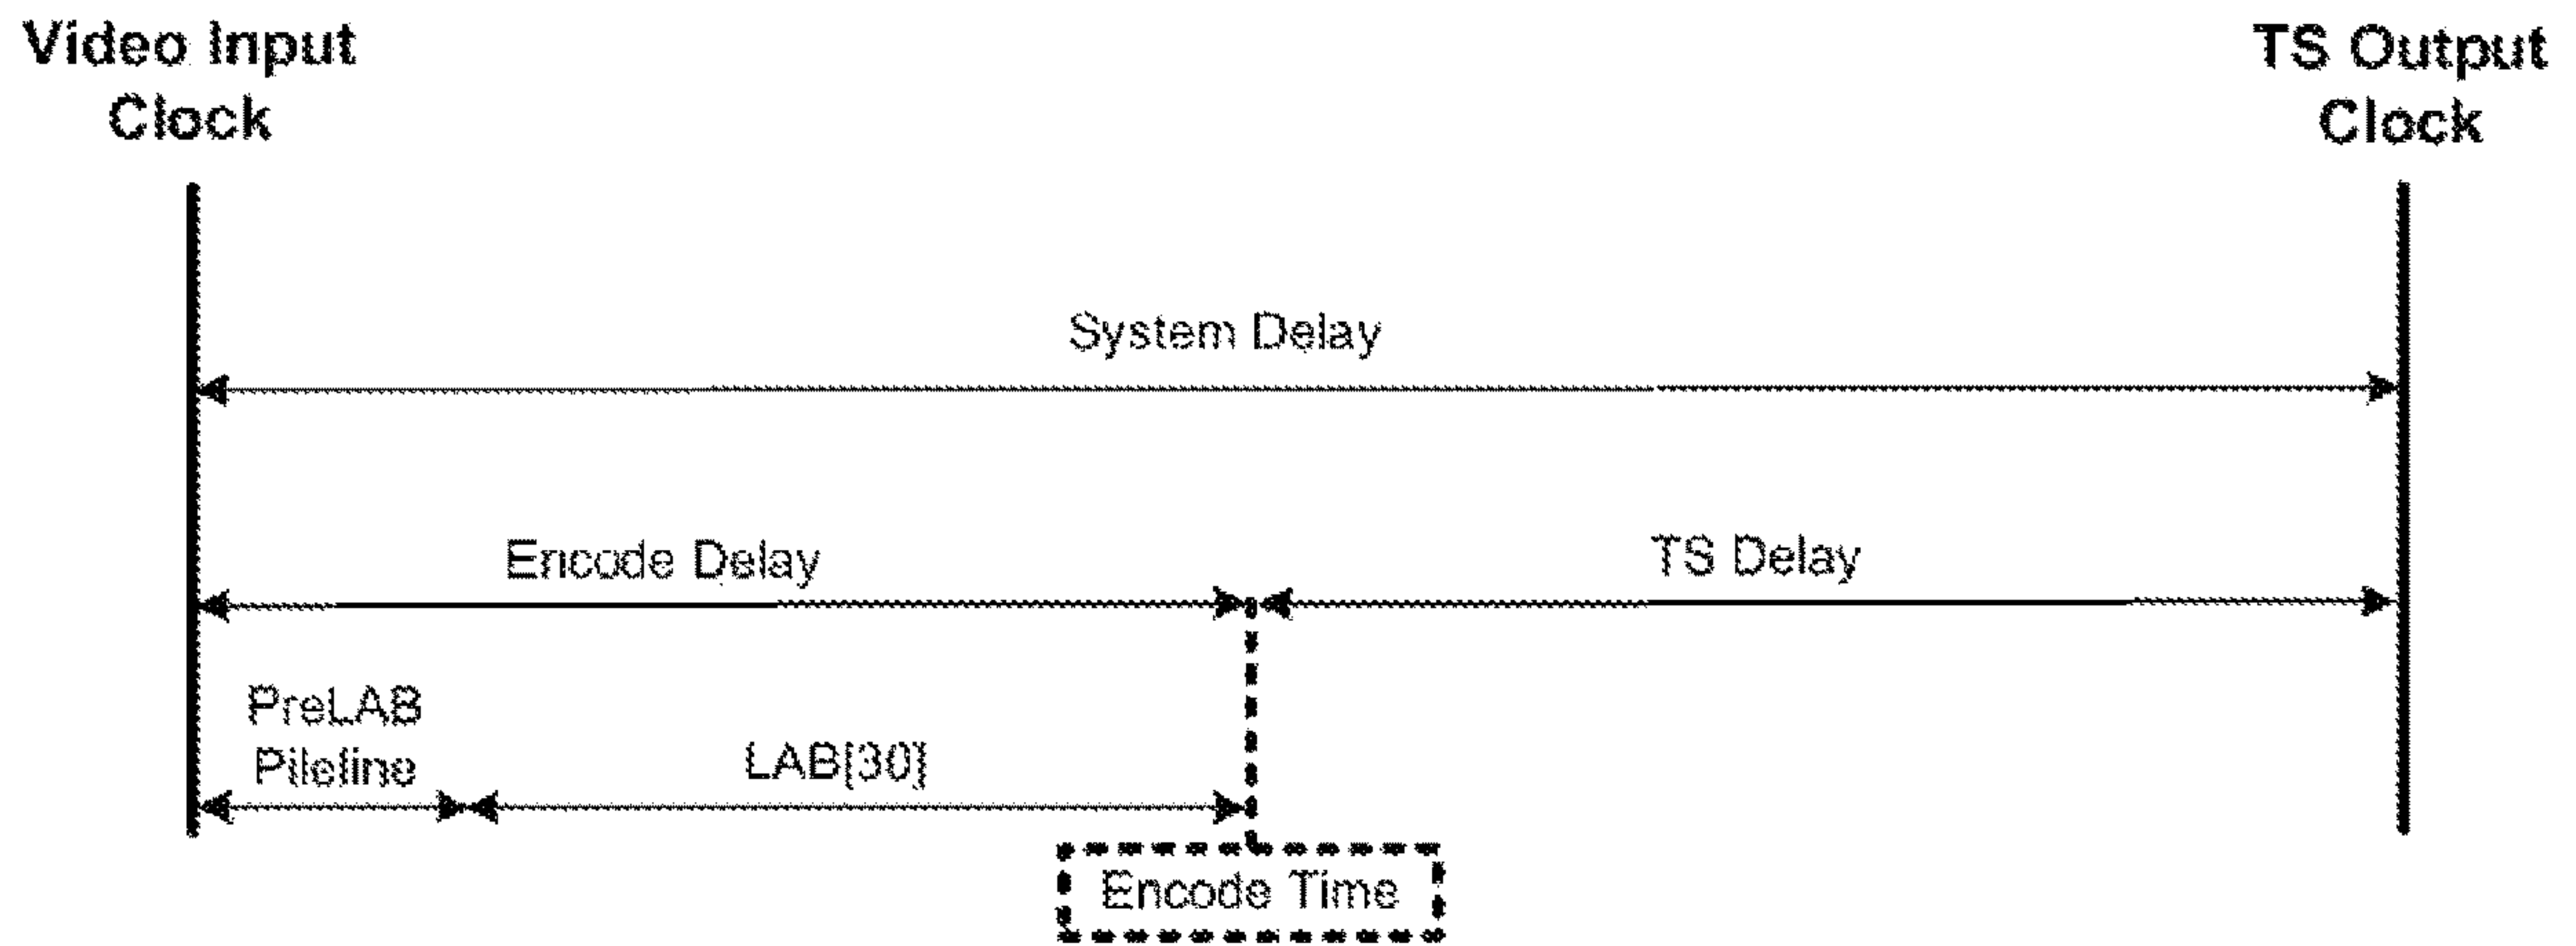 Video Input
Clock
TS Output
Clock
System Delay
Encode Delay
TS Delay
PreLAB
Pileline
LAB[30]
Encode Time